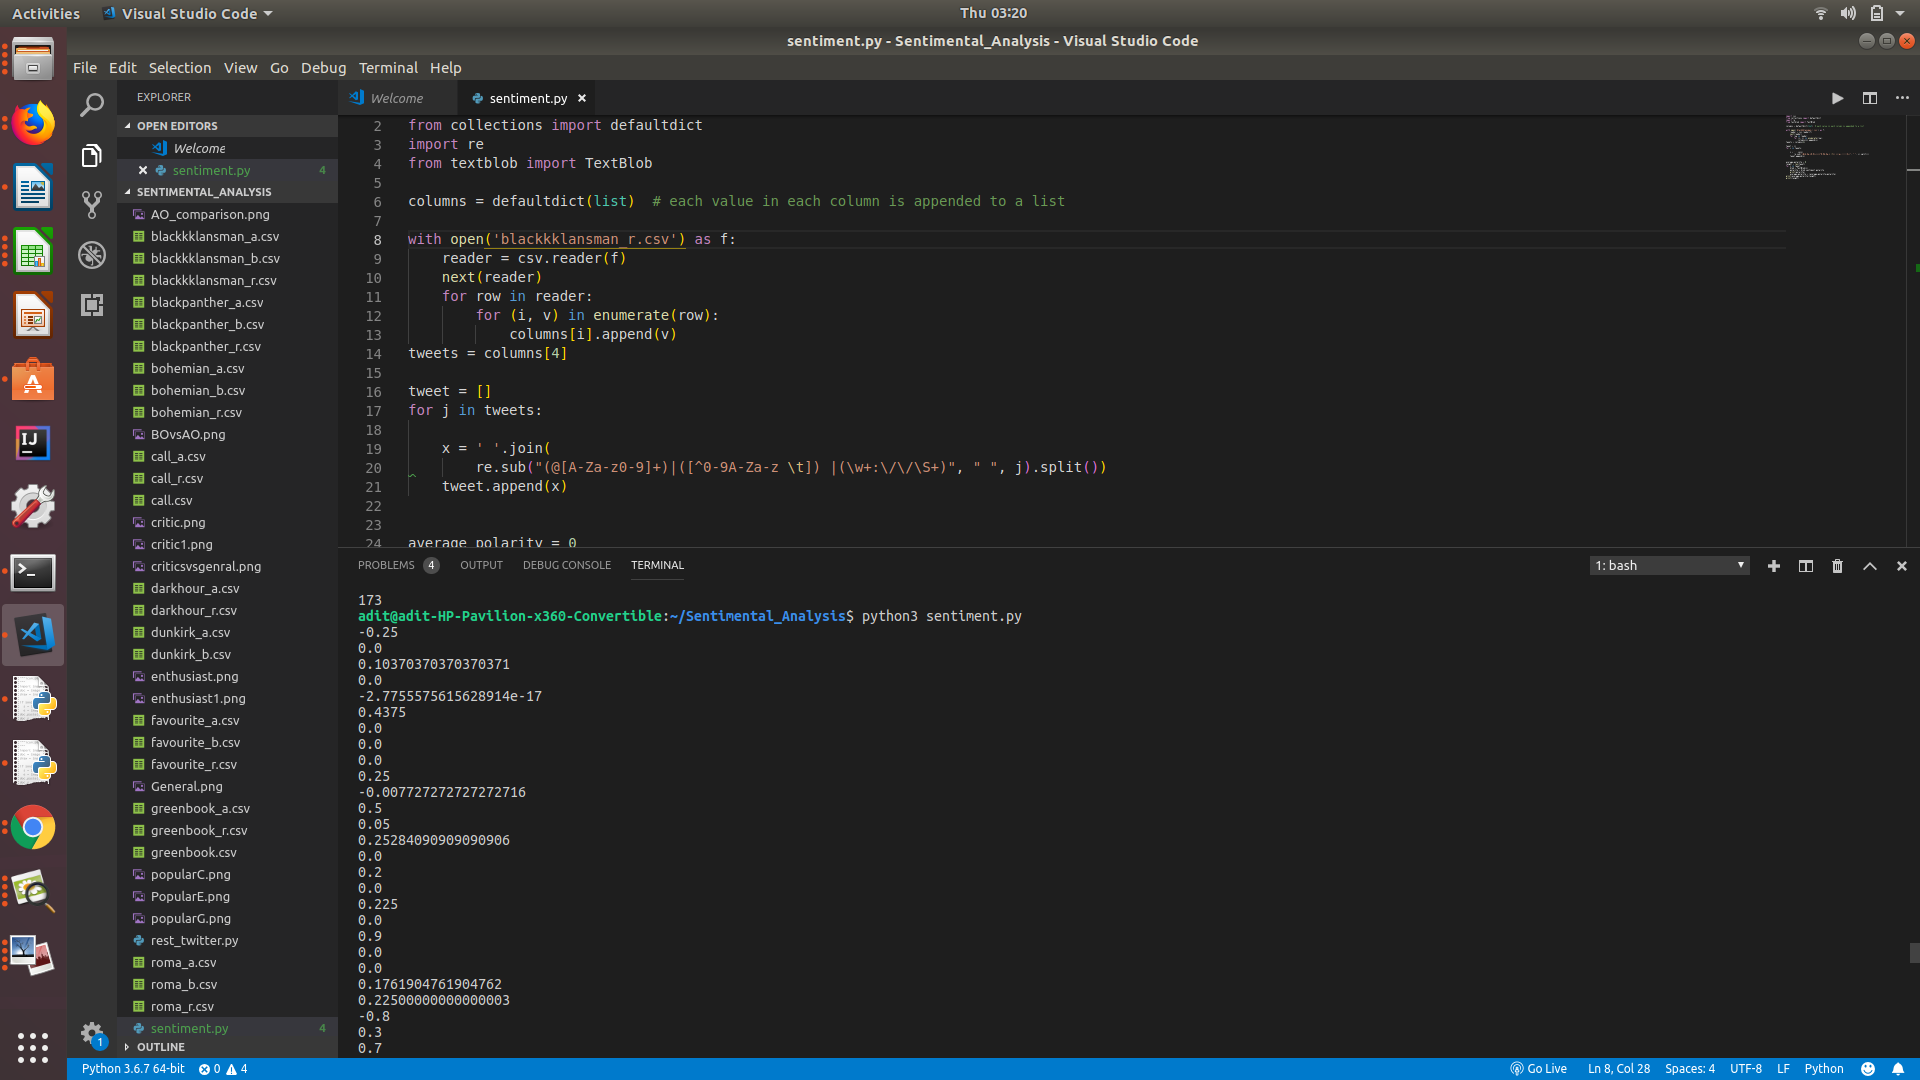 Activities Visual Studio Code Thu 03:20
sentiment.py - Sentimental_Analysis - Visual Studio Code
File Edit Selection View Go Debug Terminal Help
EXPLORER
OPEN EDITORS
Welcome
sentiment.py 4
SENTIMENTAL_ANALYSIS
AO_comparison.png
blackkklansman_a.csv
blackkklansman_b.csv
blackkklansman_r.csv
blackpanther_a.csv
blackpanther_b.csv
blackpanther_r.csv
bohemian_a.csv
bohemian_b.csv
bohemian_r.csv
BOvsAO.png
call_a.csv
call_r.csv
call.csv
critic.png
critic1.png
criticsvsgenral.png
darkhour_a.csv
darkhour_r.csv
dunkirk_a.csv
dunkirk_b.csv
enthusiast.png
enthusiast1.png
favourite_a.csv
favourite_b.csv
favourite_r.csv
General.png
greenbook_a.csv
greenbook_r.csv
greenbook.csv
popularC.png
PopularE.png
popularG.png
rest_twitter.py
roma_a.csv
roma_b.csv
roma_r.csv
sentiment.py 4
OUTLINE
Welcome sentiment.py
2 from collections import defaultdict
3 import re
4 from textblob import TextBlob
5
6 columns = defaultdict(list)  # each value in each column is appended to a list
7
8 with open('blackkklansman_r.csv') as f:
9     reader = csv.reader(f)
10     next(reader)
11     for row in reader:
12         for (i, v) in enumerate(row):
13             columns[i].append(v)
14 tweets = columns[4]
15
16 tweet = []
17 for j in tweets:
18
19     x = ' '.join(
20         re.sub("(@[A-Za-z0-9]+)|([^0-9A-Za-z \t]) |(\w+:\/\/\S+)", " ", j).split())
21     tweet.append(x)
22
23
24 average_polarity = 0
PROBLEMS 4 OUTPUT DEBUG CONSOLE TERMINAL 1: bash
173
adit@adit-HP-Pavilion-x360-Convertible:~/Sentimental_Analysis$ python3 sentiment.py
-0.25
0.0
0.10370370370370371
0.0
-2.7755575615628914e-17
0.4375
0.0
0.0
0.0
0.25
-0.007727272727272716
0.5
0.05
0.25284090909090906
0.0
0.2
0.0
0.225
0.0
0.9
0.0
0.0
0.1761904761904762
0.22500000000000003
-0.8
0.3
0.7
1
Python 3.6.7 64-bit 0 4 Go Live Ln 8, Col 28 Spaces: 4 UTF-8 LF Python